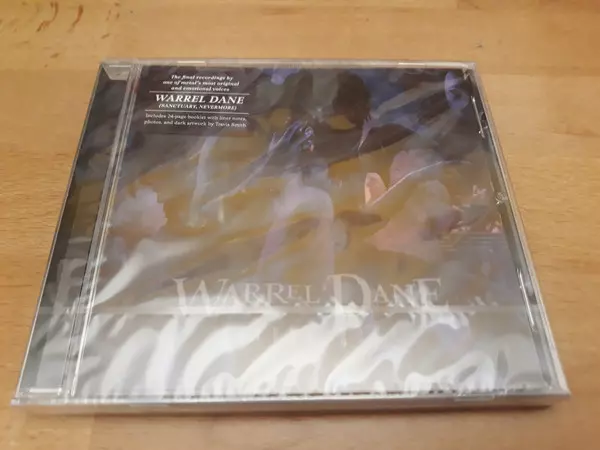 The final recordings by
one of metal's most original
and emotional voices
WARREL DANE
(SANCTUARY, NEVERMORE)
Includes 24-page booklet with liner notes,
photos, and dark artwork by Travis Smith
WARREL DANE